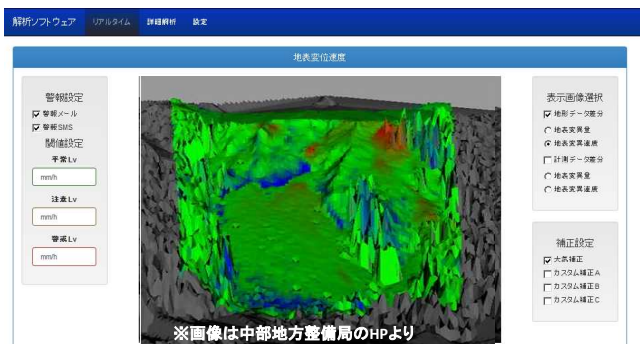 解析ソフトウェア リアルタイム 詳細解析 設定
地表変位速度
警報設定
警報メール
警報SMS
閾値設定
平常Lv
mm/h
注意Lv
mm/h
警戒Lv
mm/h
※画像は中部地方整備局のHPより
表示画像選択
地形データ差分
地表変異量
地表変異速度
計測データ差分
地表変異量
地表変異速度
補正設定
大気補正
カスタム補正A
カスタム補正B
カスタム補正C